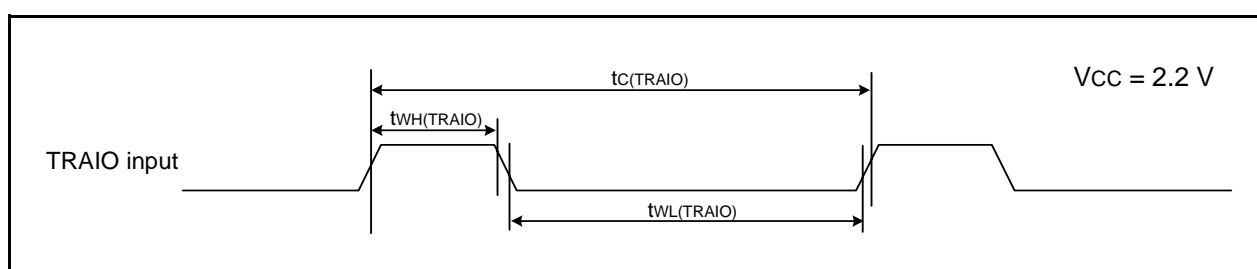 tC(TRAIO)
VCC = 2.2 V
tWH(TRAIO)
TRAIO input
tWL(TRAIO)